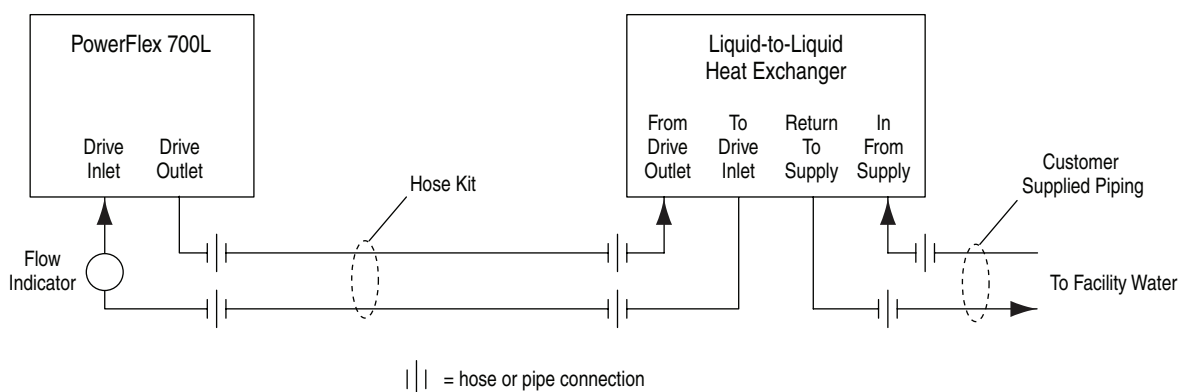 PowerFlex 700L
Drive
Inlet
Drive
Outlet
Flow
Indicator
Hose Kit
Liquid-to-Liquid
Heat Exchanger
From
Drive
Outlet
To
Drive
Inlet
Return
To
Supply
In
From
Supply
Customer
Supplied Piping
To Facility Water
= hose or pipe connection